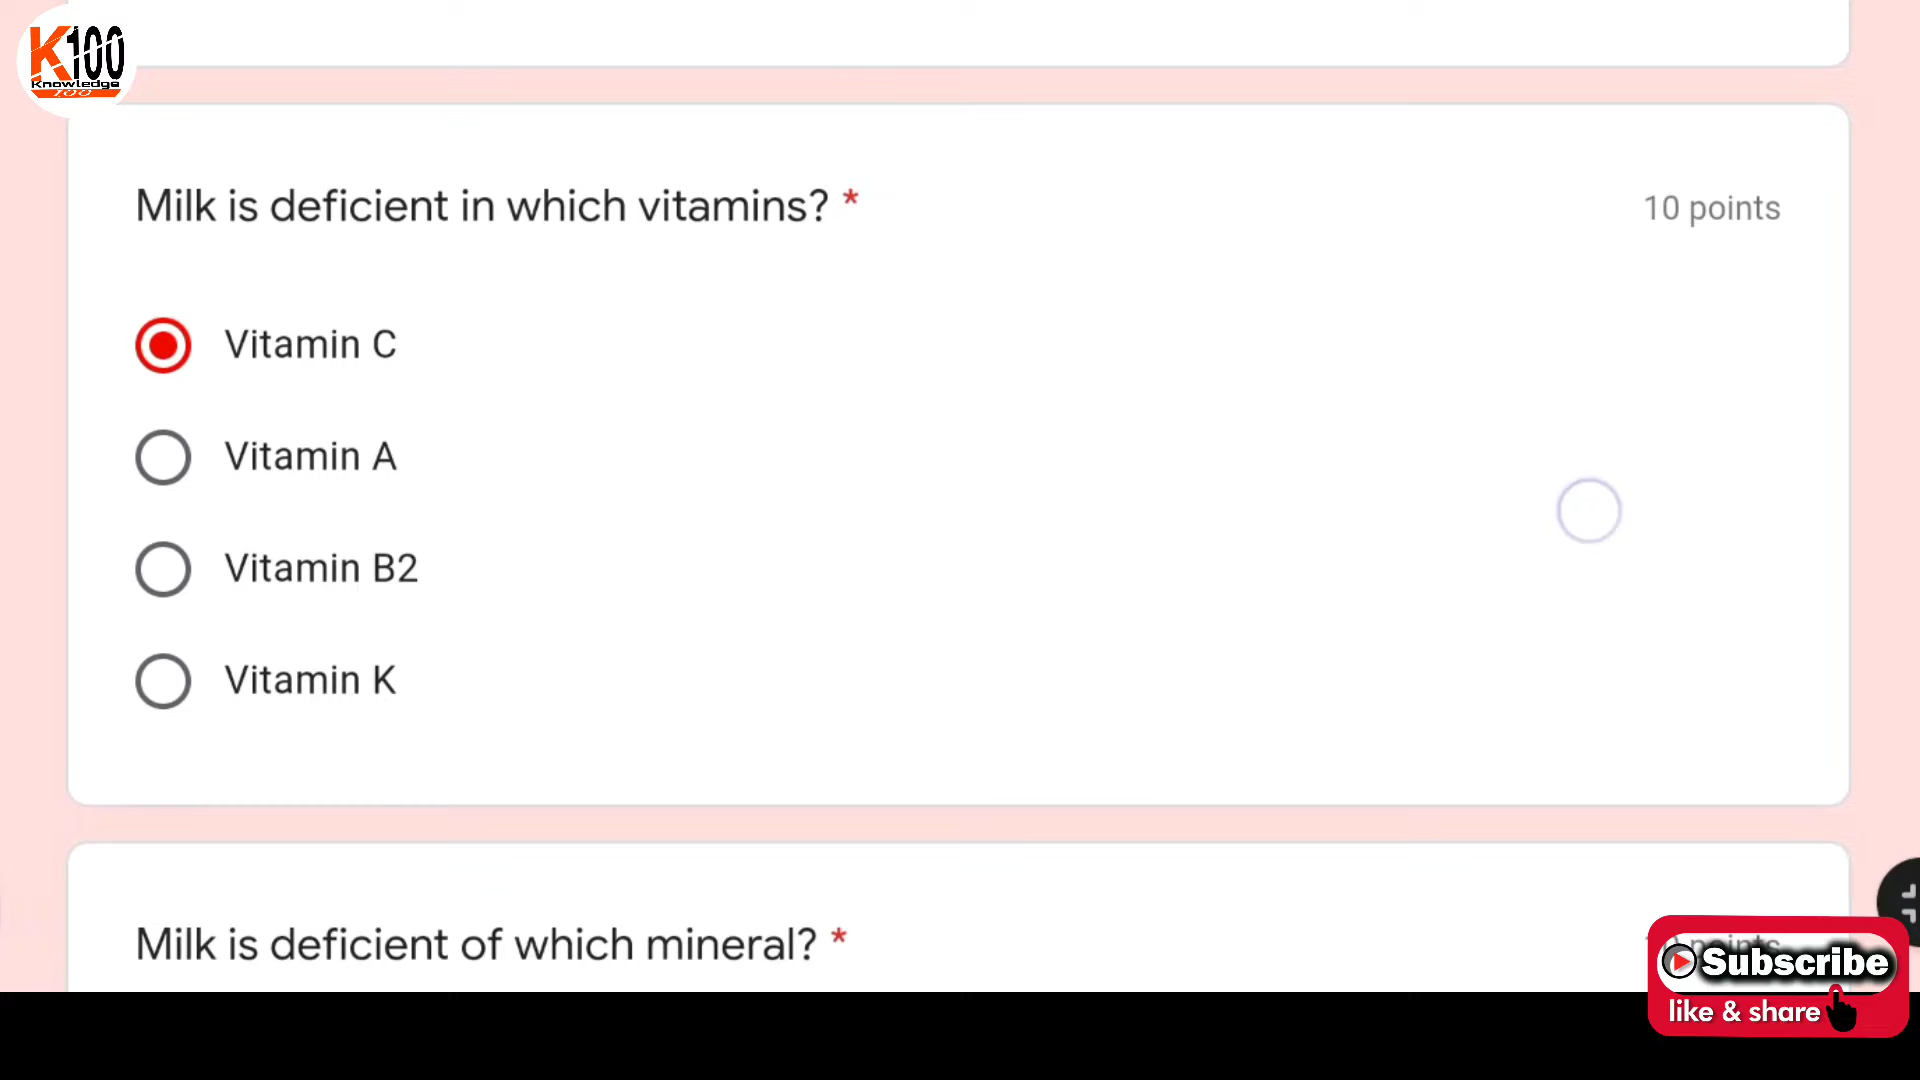 K100
Knowledge
100
Milk is deficient in which vitamins? *
10 points
Vitamin C
Vitamin A
Vitamin B2
Vitamin K
Milk is deficient of which mineral? *
points
Subscribe
like & share